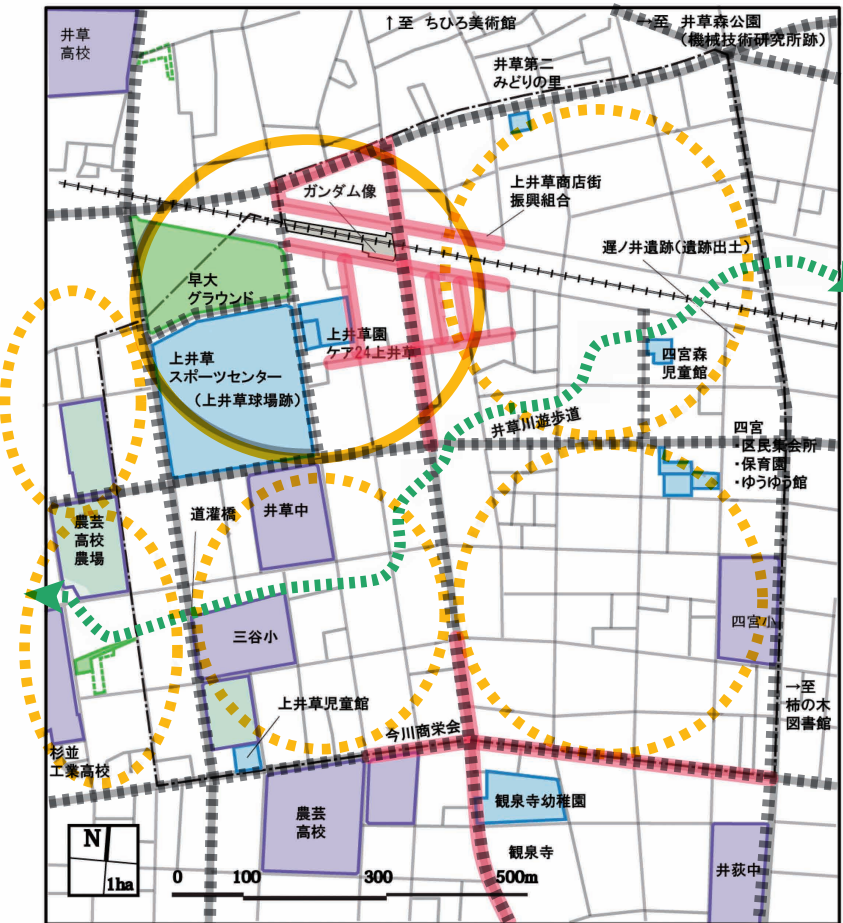 井草
高校
↑至 ちひろ美術館
→至 井草森公園
(機械技術研究所跡)
井草第二
みどりの里
ガンダム像
上井草商店街
振興組合
遅ノ井遺跡(遺跡出土)
早大
グラウンド
上井草園
ケア24上井草
上井草
スポーツセンター
(上井草球場跡)
四宮森
児童館
井草川遊歩道
四宮
・区民集会所
・保育園
・ゆうゆう館
道灌橋
井草中
農芸
高校
農場
三谷小
四宮小
上井草児童館
→至
柿の木
図書館
今川商栄会
杉並
工業高校
観泉寺幼稚園
農芸
高校
観泉寺
井荻中
N
1ha
0 100 300 500m